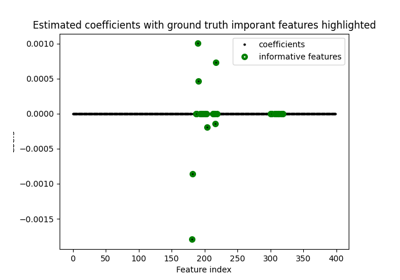 Estimated coefficients with ground truth imporant features highlighted
coefficients
informative features
0.0010
0.0005
0.0000
−0.0005
−0.0010
−0.0015
0 50 100 150 200 250 300 350 400
Feature index